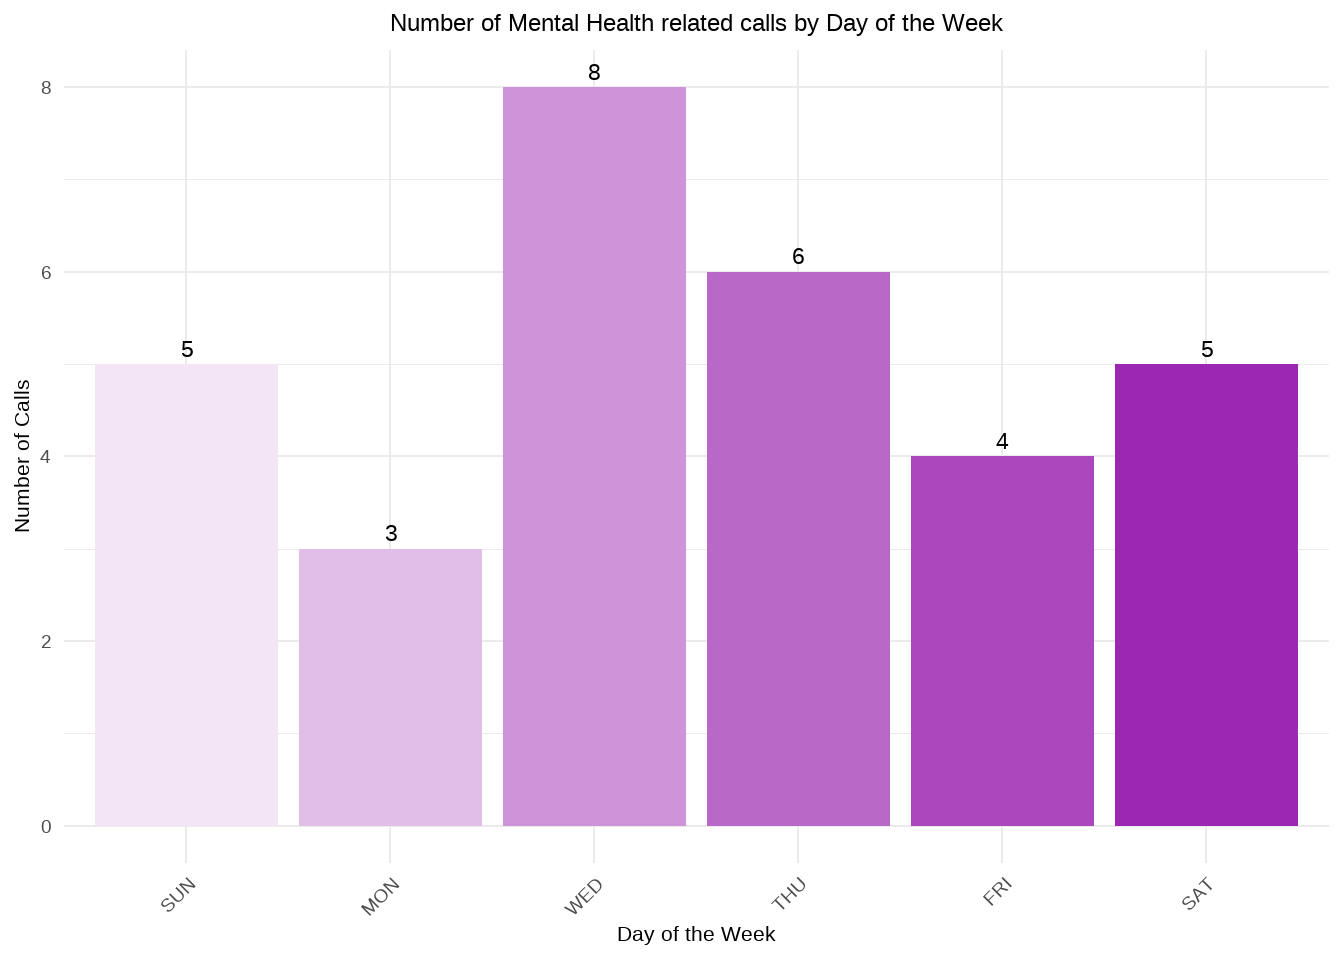 Number of Mental Health related calls by Day of the Week
8
8
6
6
5
5
4
4
3
2
0
Number of Calls
SUN
MON
WED
THU
FRI
SAT
Day of the Week